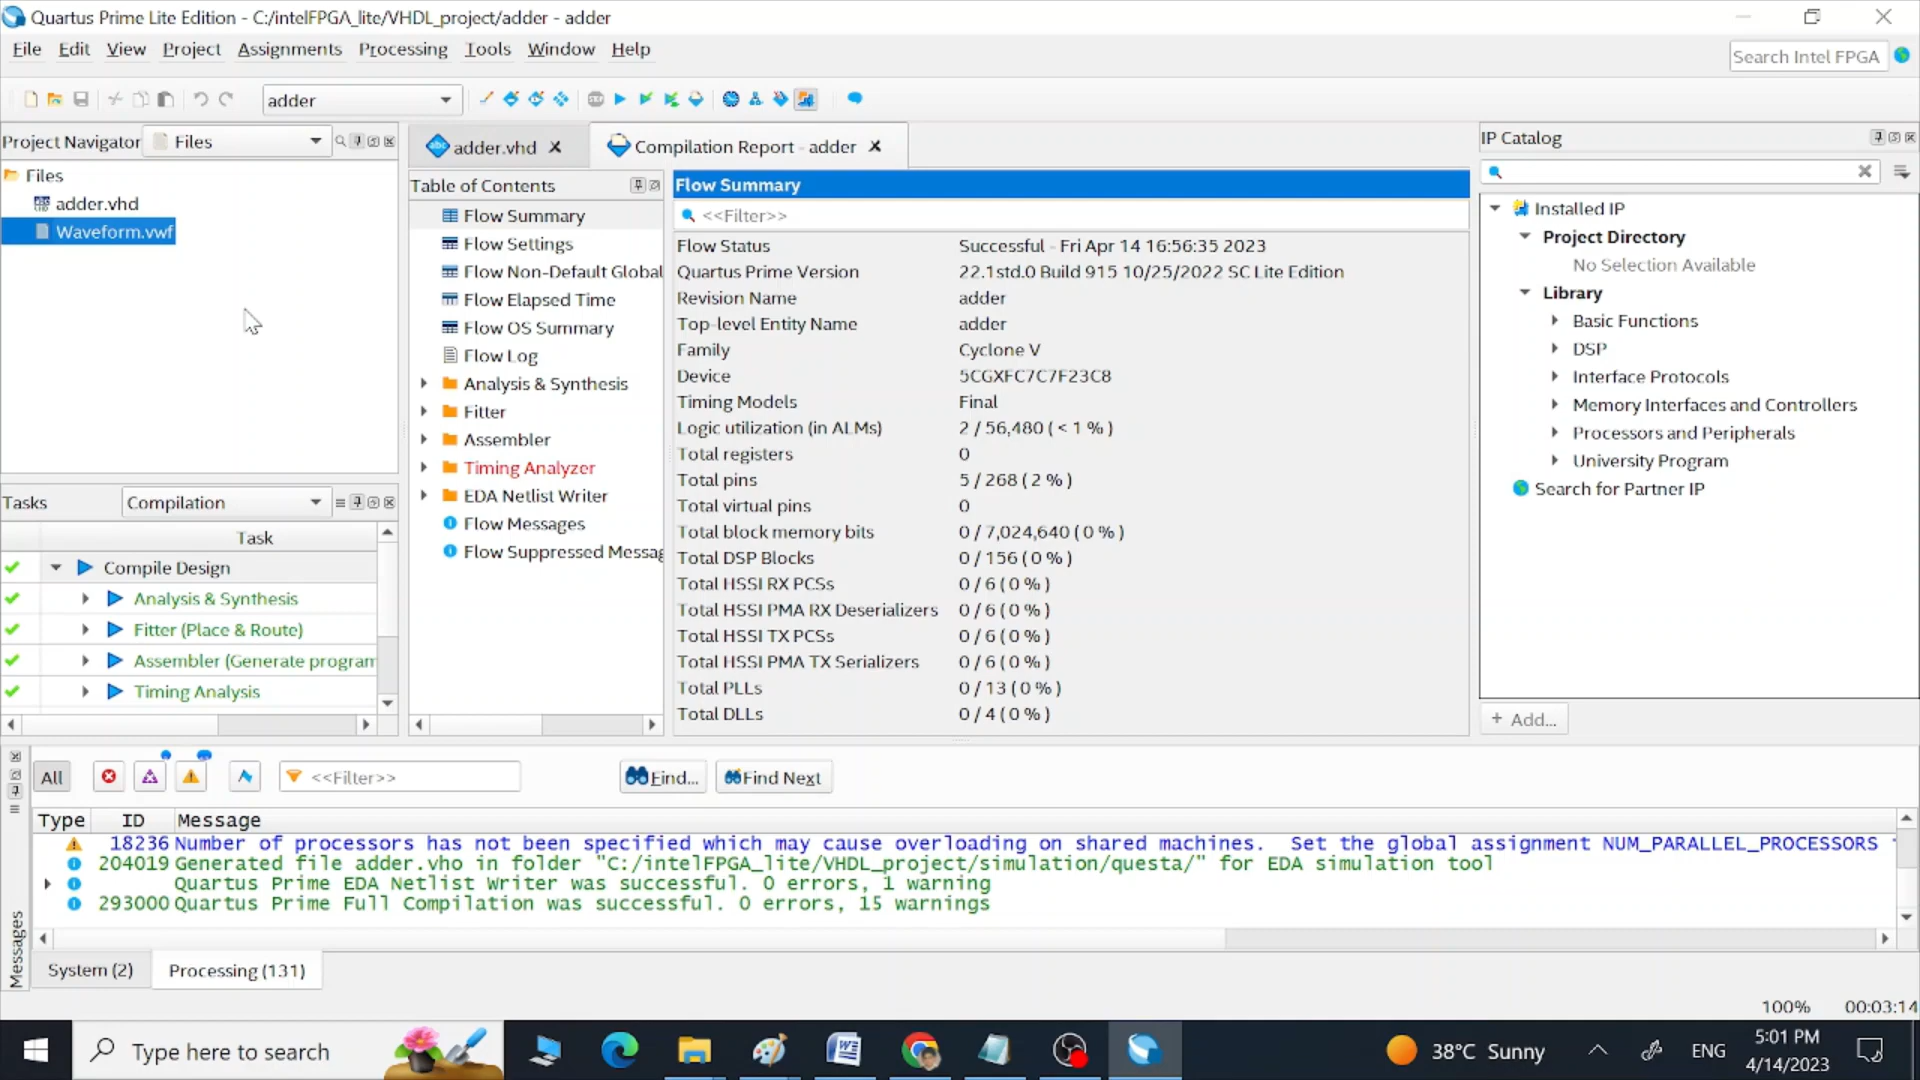 Quartus Prime Lite Edition - C:/intelFPGA_lite/VHDL_project/adder - adder
File Edit View Project Assignments Processing Tools Window Help
Search Intel FPGA
adder
Project Navigator Files
Files
adder.vhd
Waveform.vwf
Tasks Compilation
Task
Compile Design
Analysis & Synthesis
Fitter (Place & Route)
Assembler (Generate program
Timing Analysis
adder.vhd
Compilation Report - adder
Table of Contents
Flow Summary
Flow Settings
Flow Non-Default Global
Flow Elapsed Time
Flow OS Summary
Flow Log
Analysis & Synthesis
Fitter
Assembler
Timing Analyzer
EDA Netlist Writer
Flow Messages
Flow Suppressed Messag
Flow Summary
<<Filter>>
Flow Status Successful - Fri Apr 14 16:56:35 2023
Quartus Prime Version 22.1std.0 Build 915 10/25/2022 SC Lite Edition
Revision Name adder
Top-level Entity Name adder
Family Cyclone V
Device 5CGXFC7C7F23C8
Timing Models Final
Logic utilization (in ALMs) 2 / 56,480 ( < 1 % )
Total registers 0
Total pins 5 / 268 ( 2 % )
Total virtual pins 0
Total block memory bits 0 / 7,024,640 ( 0 % )
Total DSP Blocks 0 / 156 ( 0 % )
Total HSSI RX PCSs 0 / 6 ( 0 % )
Total HSSI PMA RX Deserializers 0 / 6 ( 0 % )
Total HSSI TX PCSs 0 / 6 ( 0 % )
Total HSSI PMA TX Serializers 0 / 6 ( 0 % )
Total PLLs 0 / 13 ( 0 % )
Total DLLs 0 / 4 ( 0 % )
IP Catalog
Installed IP
Project Directory
No Selection Available
Library
Basic Functions
DSP
Interface Protocols
Memory Interfaces and Controllers
Processors and Peripherals
University Program
Search for Partner IP
+ Add...
All
<<Filter>>
Find...
Find Next
Type ID Message
18236 Number of processors has not been specified which may cause overloading on shared machines. Set the global assignment NUM_PARALLEL_PROCESSORS
204019 Generated file adder.vho in folder "C:/intelFPGA_lite/VHDL_project/simulation/questa/" for EDA simulation tool
Quartus Prime EDA Netlist Writer was successful. 0 errors, 1 warning
293000 Quartus Prime Full Compilation was successful. 0 errors, 15 warnings
Messages
System (2)
Processing (131)
100% 00:03:14
Type here to search
38°C Sunny
ENG
5:01 PM
4/14/2023